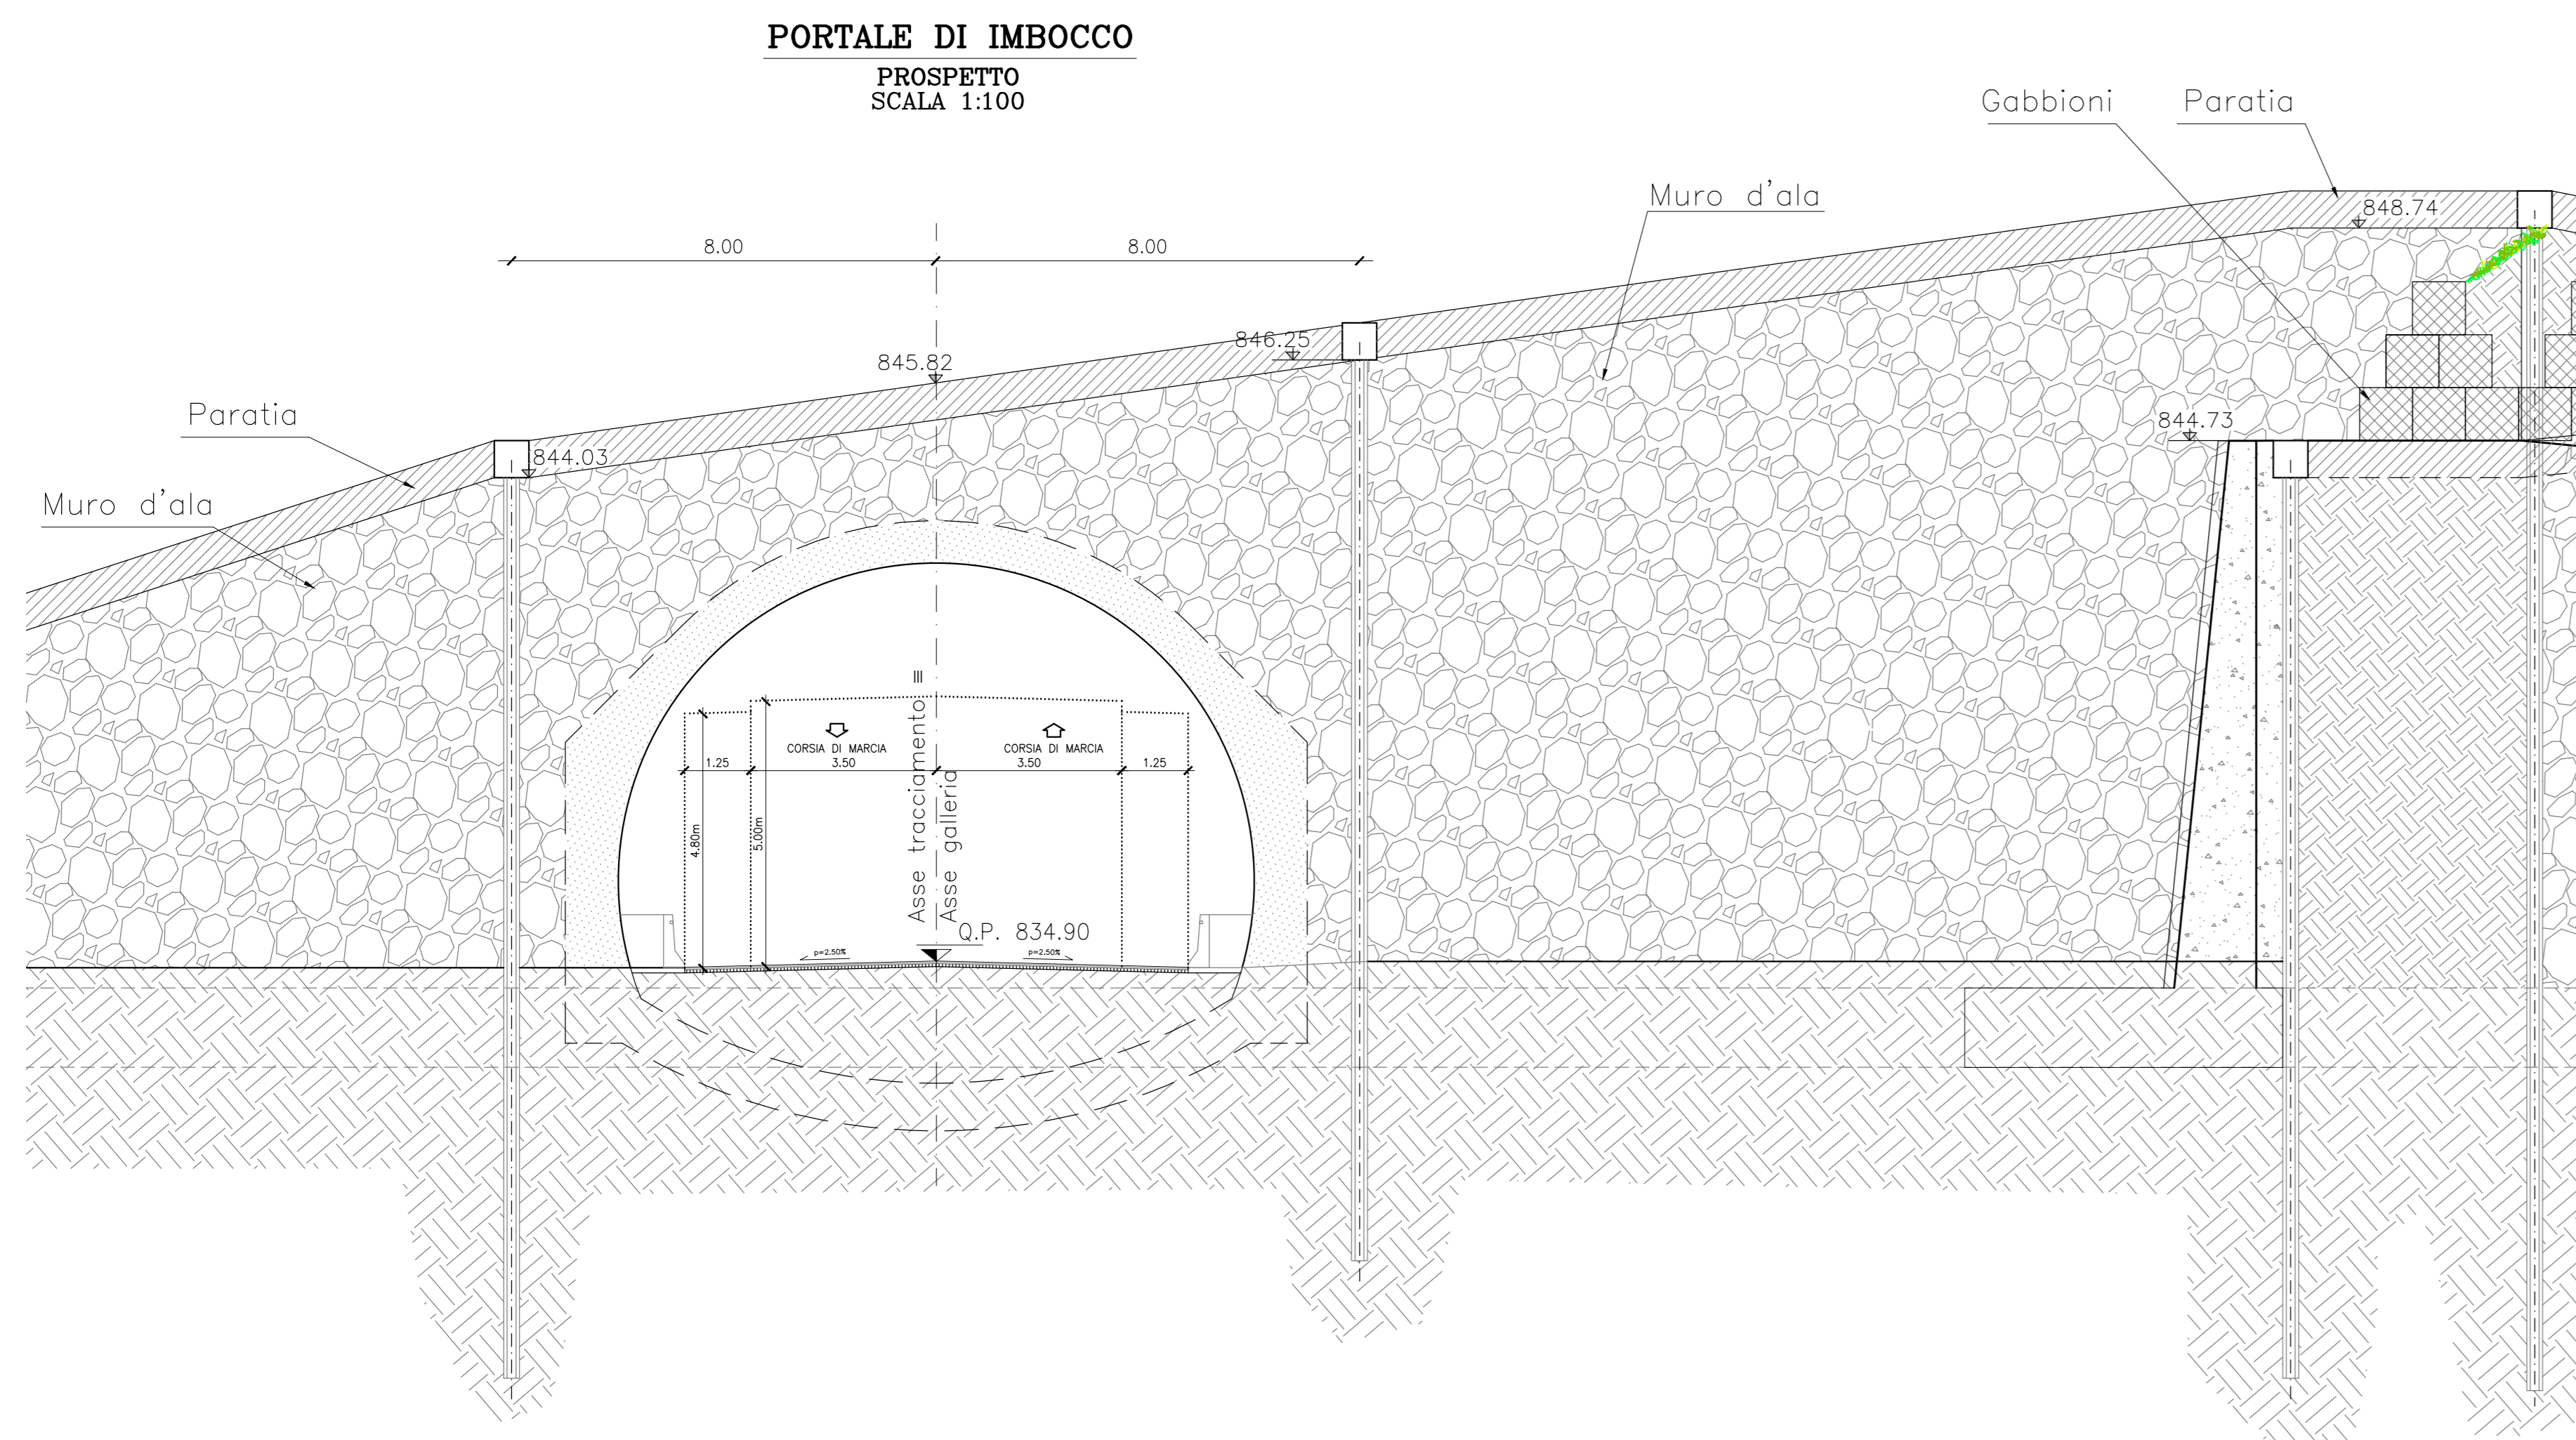 PORTALE DI IMBOCCO
PROSPETTO
SCALA 1:100
Gabbioni
Paratia
Muro d'ala
848.74
8.00
8.00
846.25
845.82
Paratia
844.73
844.03
Muro d'ala
CORSIA DI MARCIA
CORSIA DI MARCIA
1.25
3.50
3.50
1.25
4.80m
5.00m
Asse tracciamento
Asse galleria
Q.P. 834.90
p=2.50%
p=2.50%